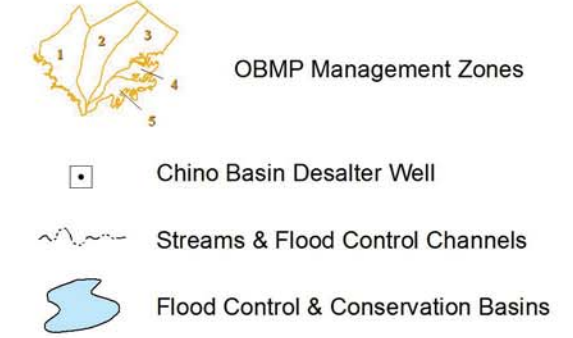 1
2
3
4
5
OBMP Management Zones
Chino Basin Desalter Well
Streams & Flood Control Channels
Flood Control & Conservation Basins